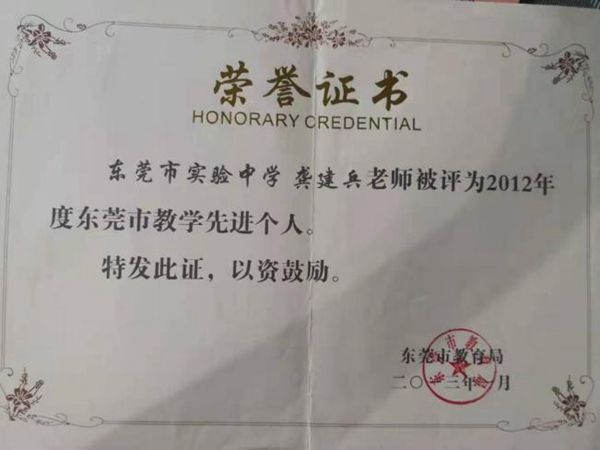 荣誉证书
HONORARY CREDENTIAL
东莞市实验中学 龚建兵老师被评为2012年
度东莞市教学先进个人。
特发此证，以资鼓励。
东莞市教育局
二〇一三年一月